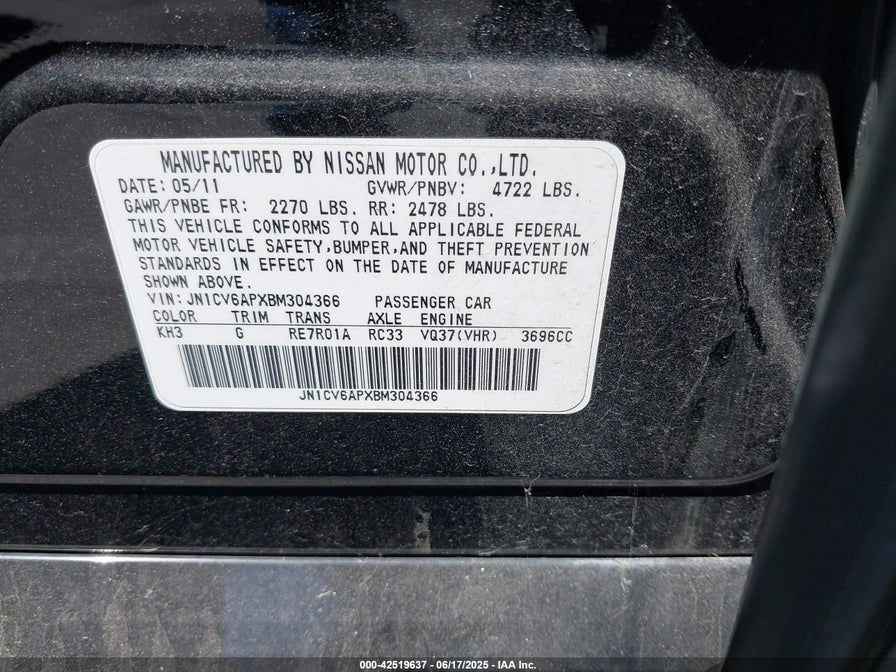 MANUFACTURED BY NISSAN MOTOR CO.,LTD.
DATE: 05/11 GVWR/PNBV: 4722 LBS.
GAWR/PNBE FR: 2270 LBS. RR: 2478 LBS.
THIS VEHICLE CONFORMS TO ALL APPLICABLE FEDERAL
MOTOR VEHICLE SAFETY,BUMPER,AND THEFT PREVENTION
STANDARDS IN EFFECT ON THE DATE OF MANUFACTURE
SHOWN ABOVE.
VIN: JN1CV6APXBM304366 PASSENGER CAR
COLOR TRIM TRANS AXLE ENGINE
KH3 G RE7R01A RC33 VQ37(VHR) 3696CC
JN1CV6APXBM304366
000-42519637 - 06/17/2025 - IAA Inc.